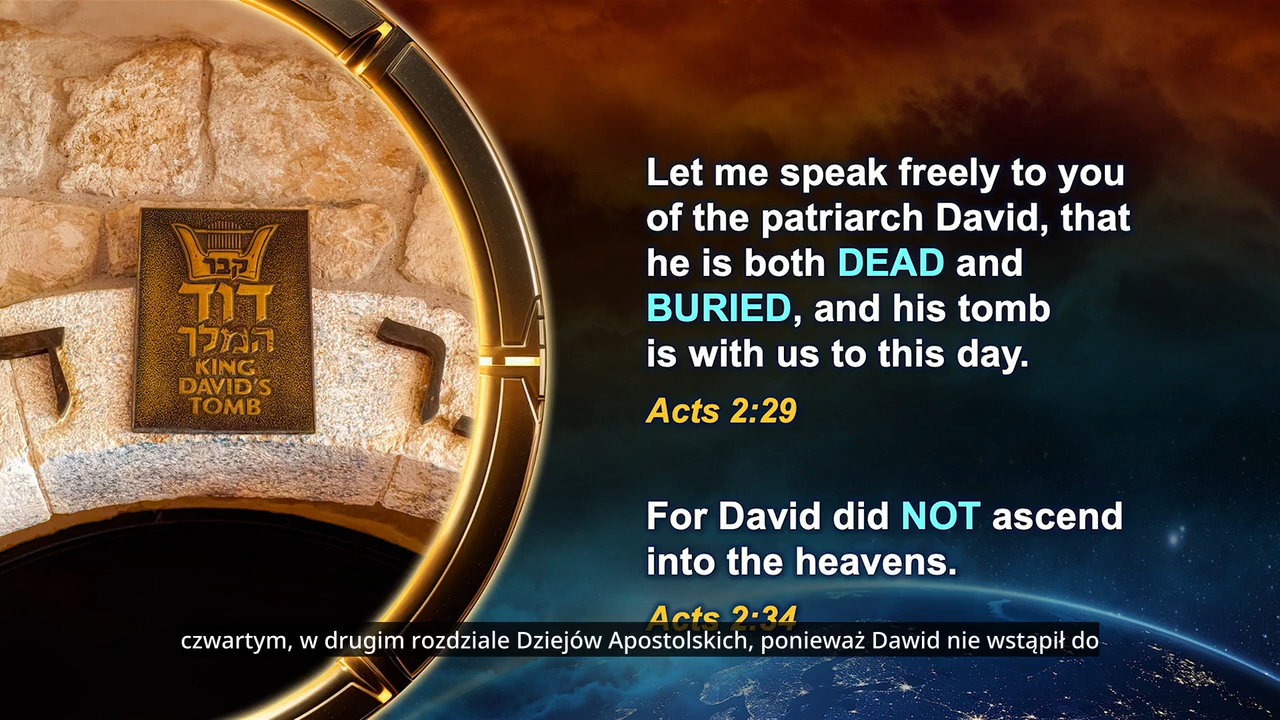 קבר
דוד
המלך
KING
DAVID'S
TOMB
Let me speak freely to you
of the patriarch David, that
he is both DEAD and
BURIED, and his tomb
is with us to this day.
Acts 2:29
For David did NOT ascend
into the heavens.
Acts 2:34
czwartym, w drugim rozdziale Dziejów Apostolskich, ponieważ Dawid nie wstąpił do